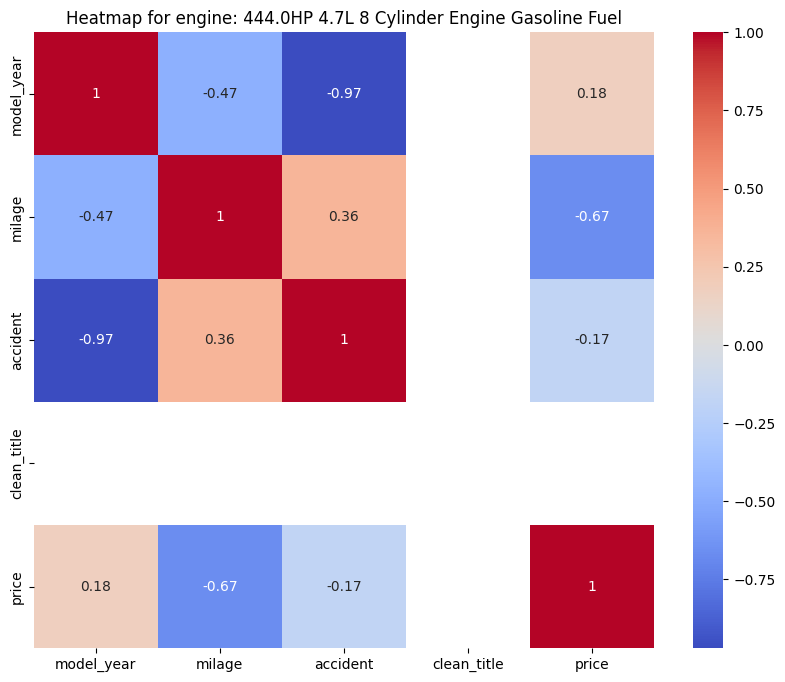 Heatmap for engine: 444.0HP 4.7L 8 Cylinder Engine Gasoline Fuel
model_year
1
-0.47
-0.97
0.18
milage
-0.47
1
0.36
-0.67
accident
-0.97
0.36
1
-0.17
clean_title
price
0.18
-0.67
-0.17
1
model_year
milage
accident
clean_title
price
1.00
0.75
0.50
0.25
0.00
−0.25
−0.50
−0.75